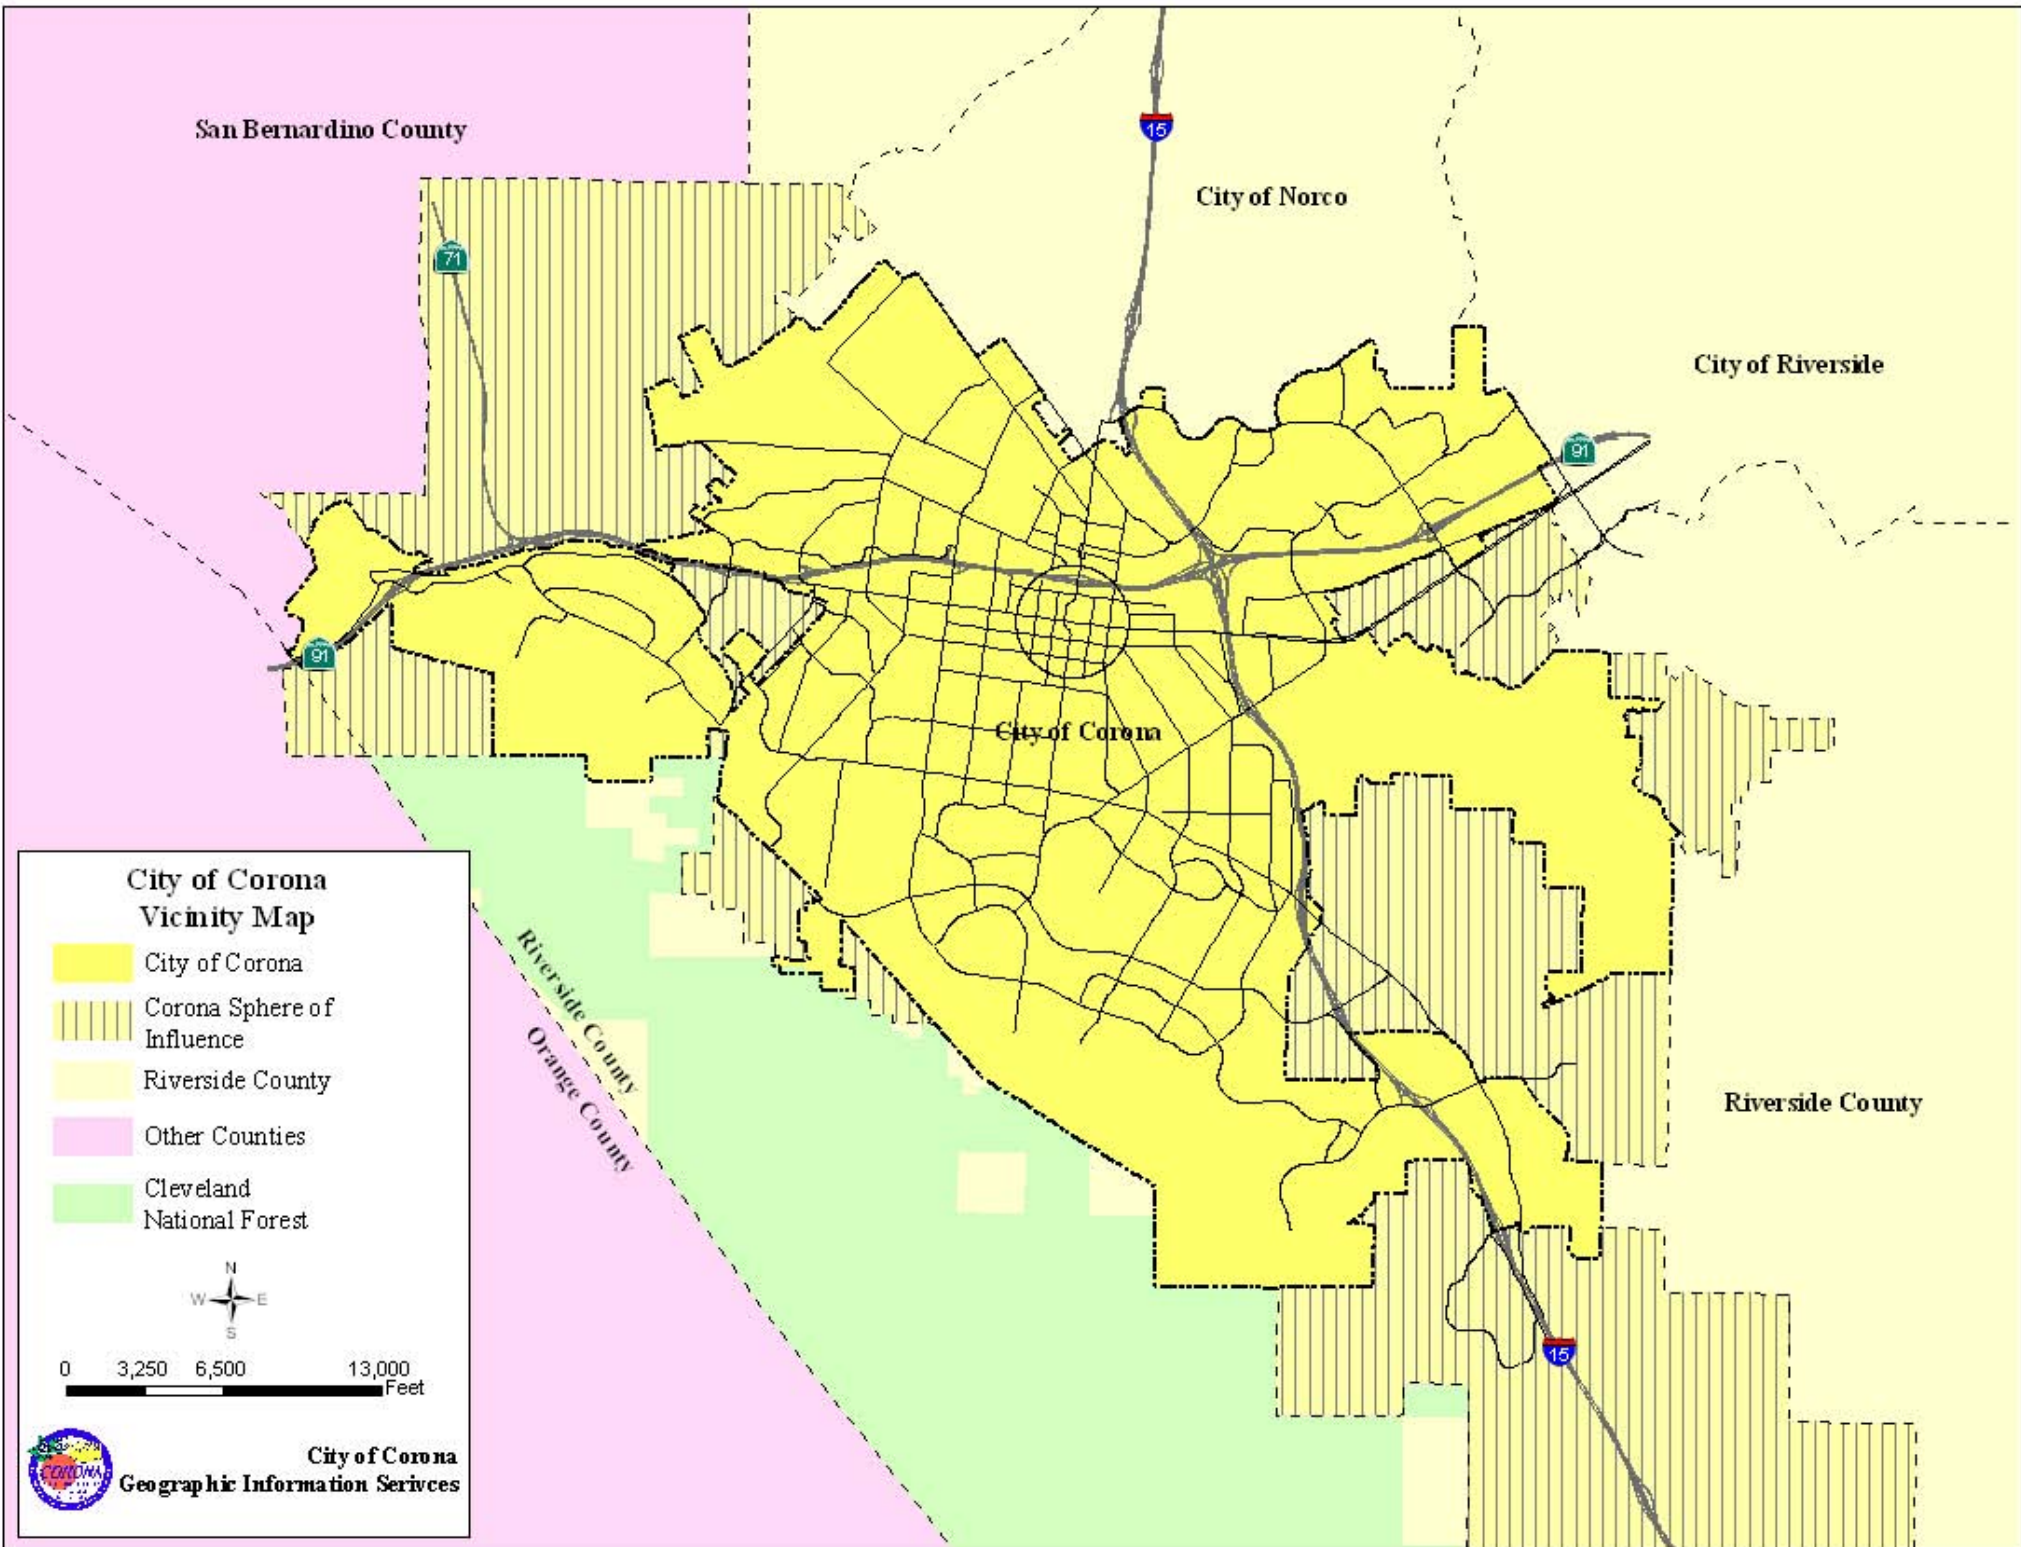 San Bernardino County
15
City of Norco
71
City of Riverside
91
91
City of Corona
City of Corona
Vicinity Map
City of Corona
Corona Sphere of
Influence
Riverside County
Other Counties
Cleveland
National Forest
N
W E
S
0 3,250 6,500 13,000
Feet
CORONA
City of Corona
Geographic Information Serivces
Riverside County
Orange County
Riverside County
15